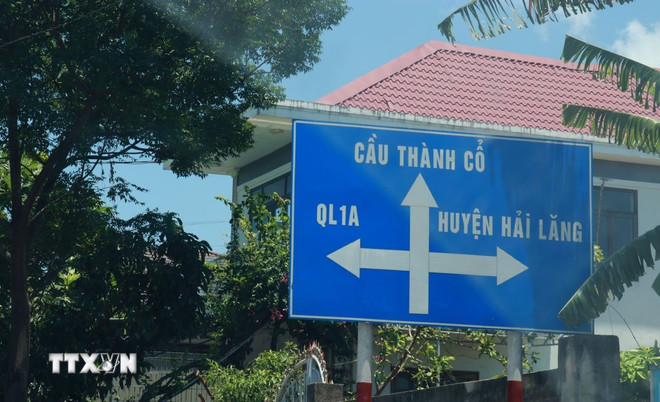 CẦU THÀNH CỔ
QL1A
HUYỆN HẢI LĂNG
TTXVN